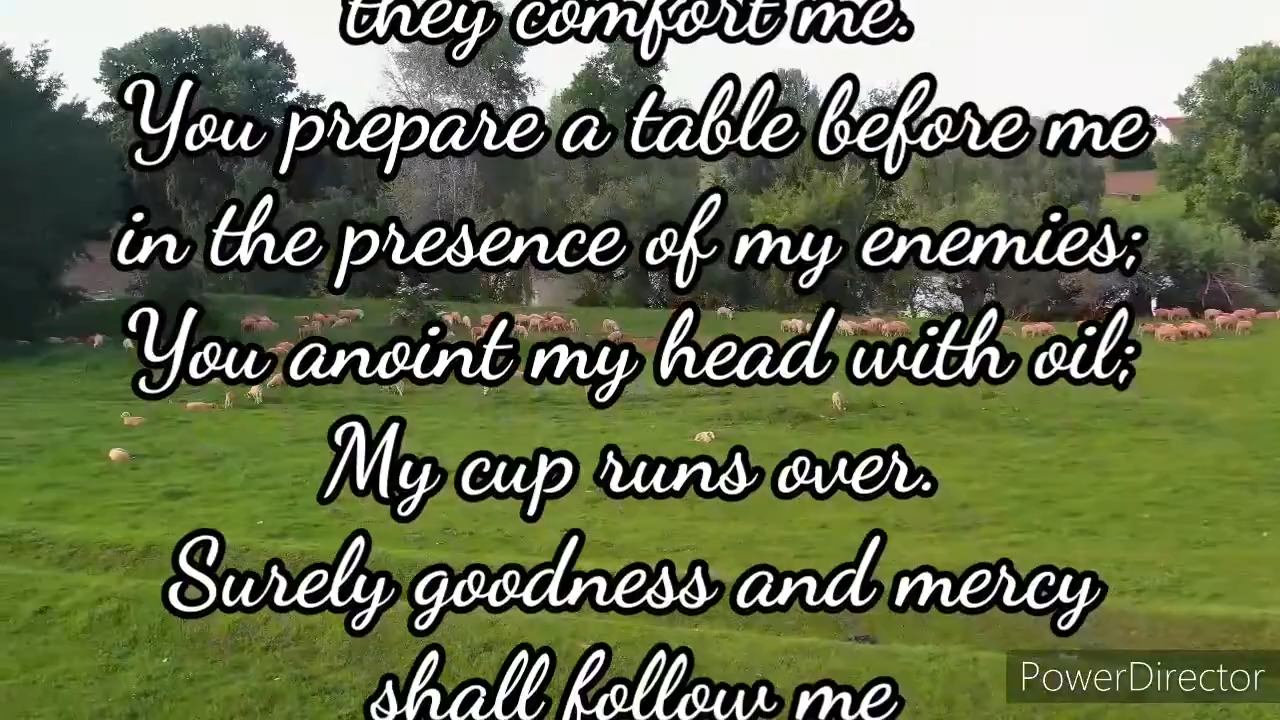 they comfort me.
You prepare a table before me
in the presence of my enemies;
You anoint my head with oil;
My cup runs over.
Surely goodness and mercy
shall follow me
PowerDirector